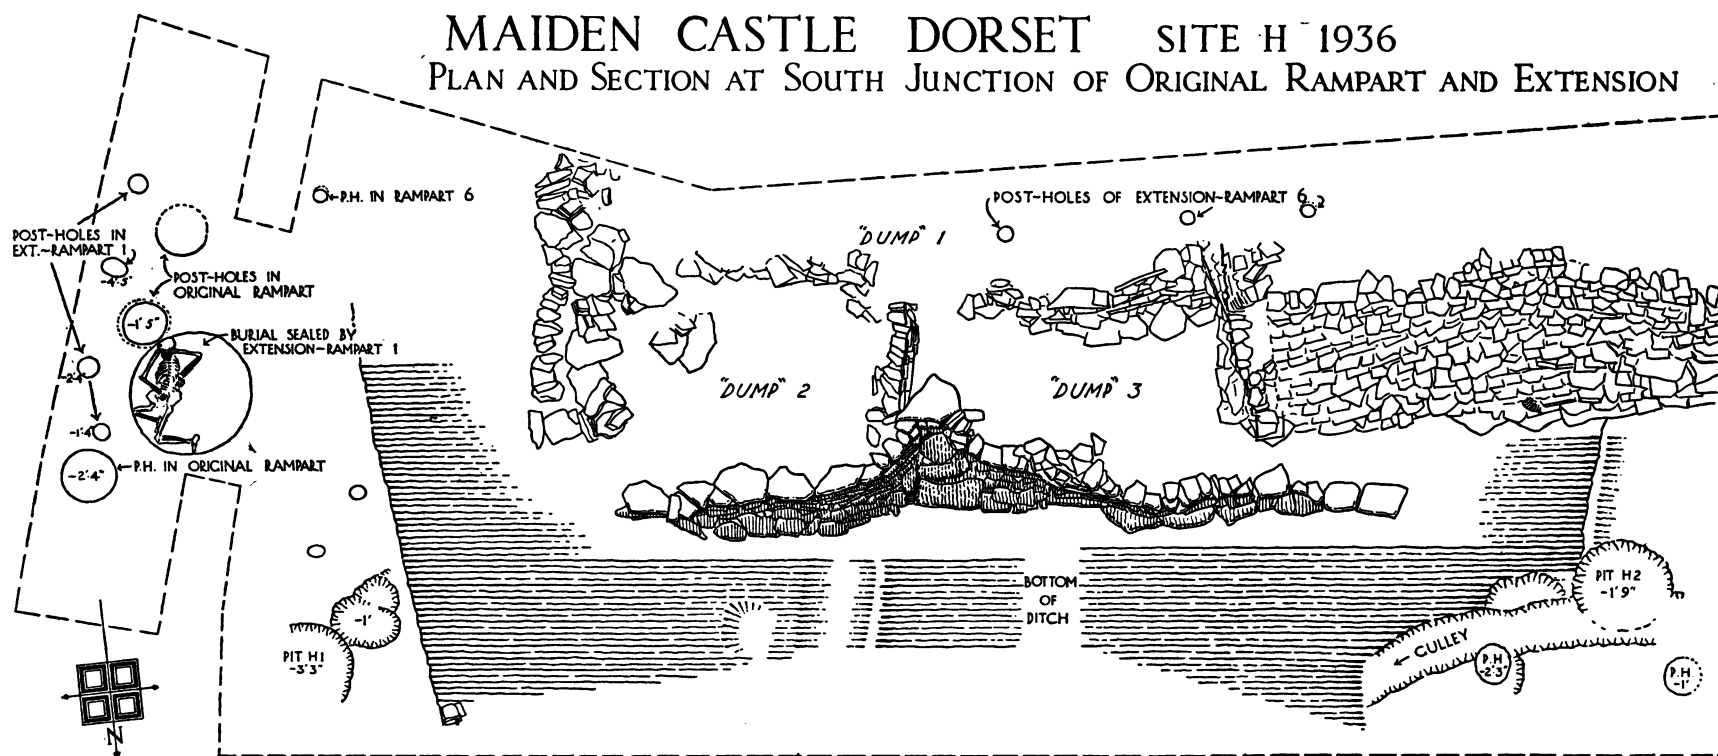 MAIDEN CASTLE DORSET SITE H 1936
PLAN AND SECTION AT SOUTH JUNCTION OF ORIGINAL RAMPART AND EXTENSION
P.H. IN RAMPART 6
POST-HOLES OF EXTENSION-RAMPART 6
POST-HOLES IN
EXT.-RAMPART 1
"DUMP" 1
-4'3"
POST-HOLES IN
ORIGINAL RAMPART
-1'5"
BURIAL SEALED BY
EXTENSION-RAMPART 1
"DUMP" 2
"DUMP" 3
-1'4"
P.H. IN ORIGINAL RAMPART
-2'4"
BOTTOM
OF
DITCH
PIT H2
-1'9"
-1'
GULLEY
PIT H1
-3'3"
P.H.
-2'3"
P.H.
-1'
N